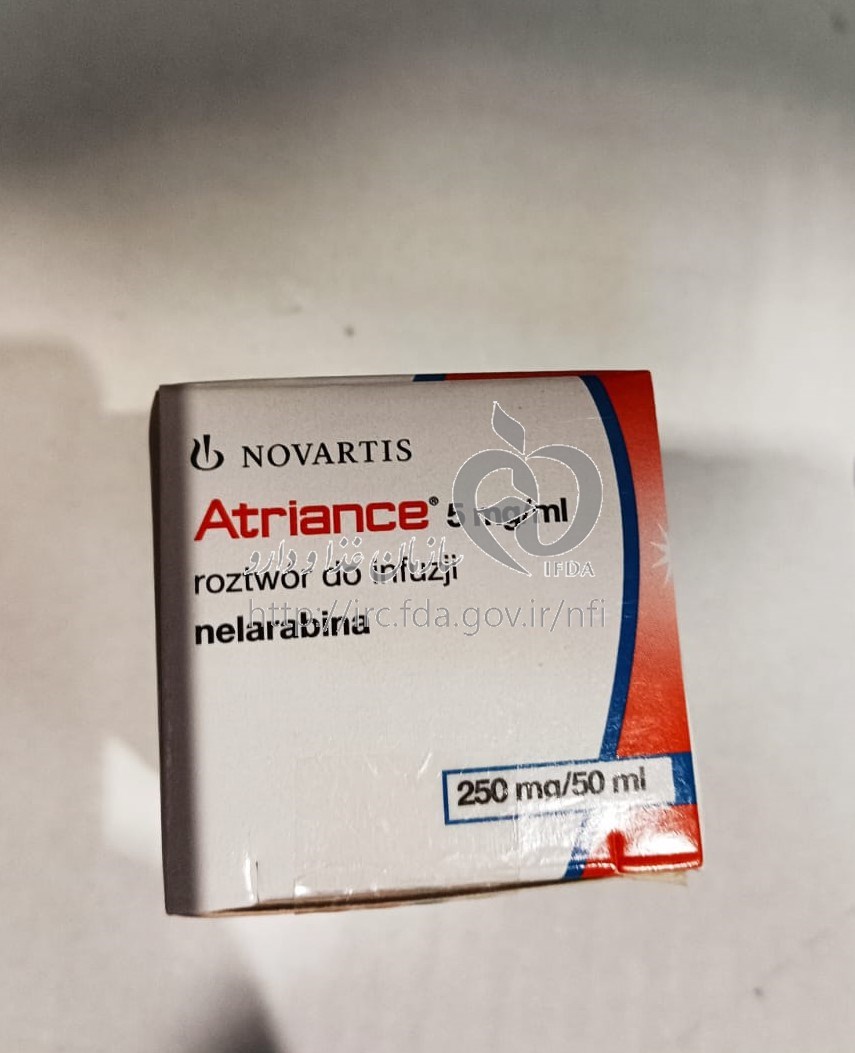 NOVARTIS
Atriance® 5 mg/ml
roztwór do infuzji
nelarabina
250 mg/50 ml
IFDA
سازمان غذا و دارو
http://irc.fda.gov.ir/nfi